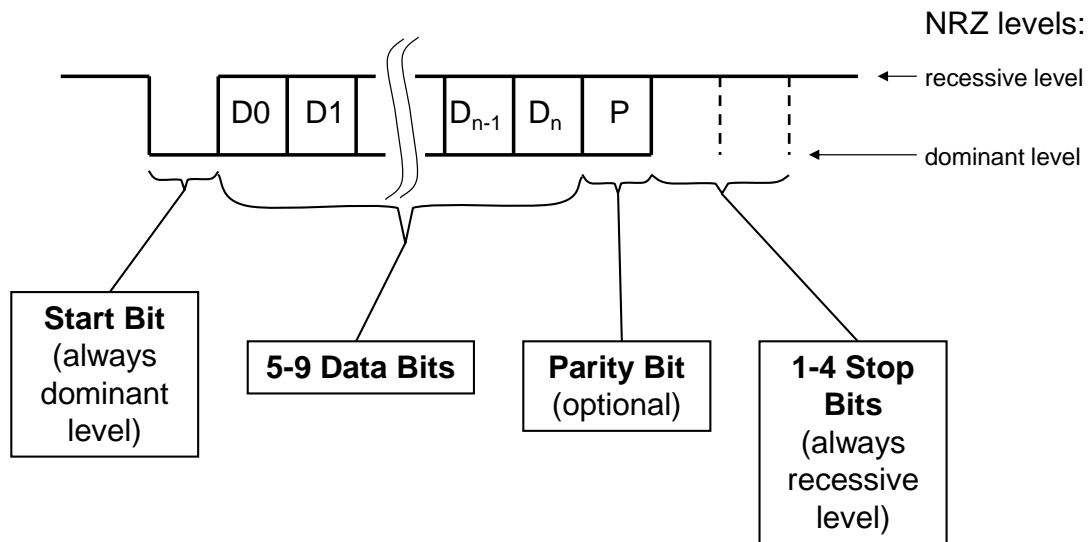 NRZ levels:
recessive level
D0 D1 Dn-1 Dn P
dominant level
Start Bit
(always
dominant
level)
5-9 Data Bits
Parity Bit
(optional)
1-4 Stop
Bits
(always
recessive
level)